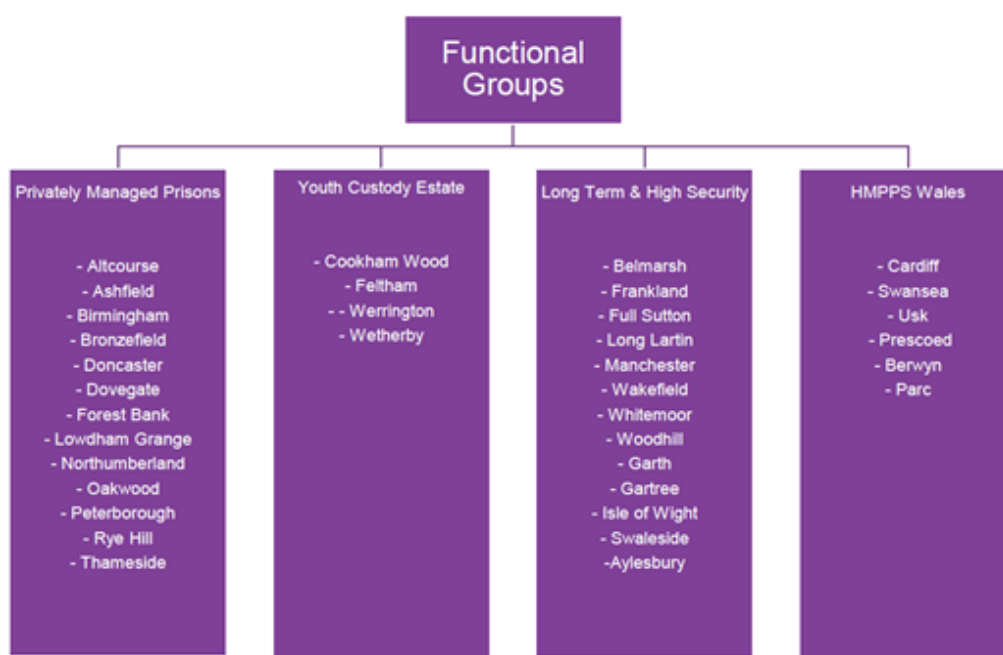 Functional
Groups
Privately Managed Prisons
- Altcourse
- Ashfield
- Birmingham
- Bronzefield
- Doncaster
- Dovegate
- Forest Bank
- Lowdham Grange
- Northumberland
- Oakwood
- Peterborough
- Rye Hill
- Thameside
Youth Custody Estate
- Cookham Wood
- Feltham
- - Werrington
- Wetherby
Long Term & High Security
- Belmarsh
- Frankland
- Full Sutton
- Long Lartin
- Manchester
- Wakefield
- Whitemoor
- Woodhill
- Garth
- Gartree
- Isle of Wight
- Swaleside
-Aylesbury
HMPPS Wales
- Cardiff
- Swansea
- Usk
- Prescoed
- Berwyn
- Parc